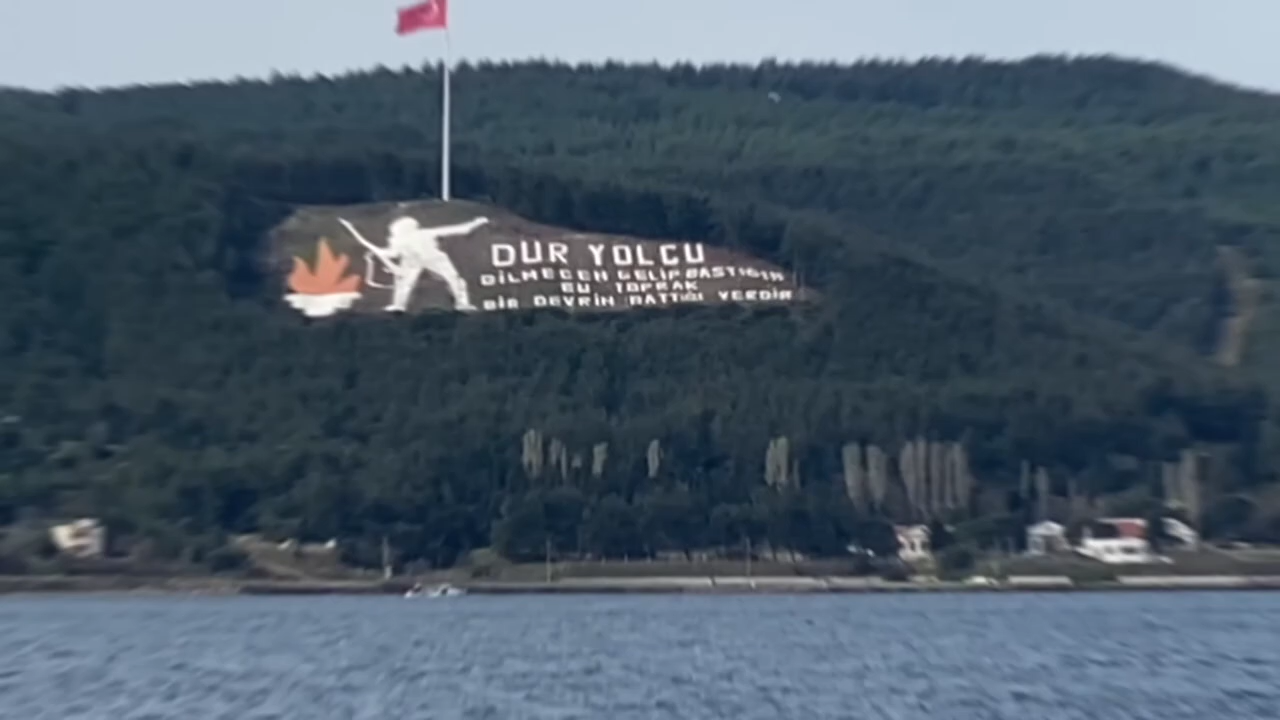 DUR YOLCU
BİLMEDEN GELİP BASTIĞIN
BU TOPRAK
BİR DEVRİN BATTIĞI YERDİR